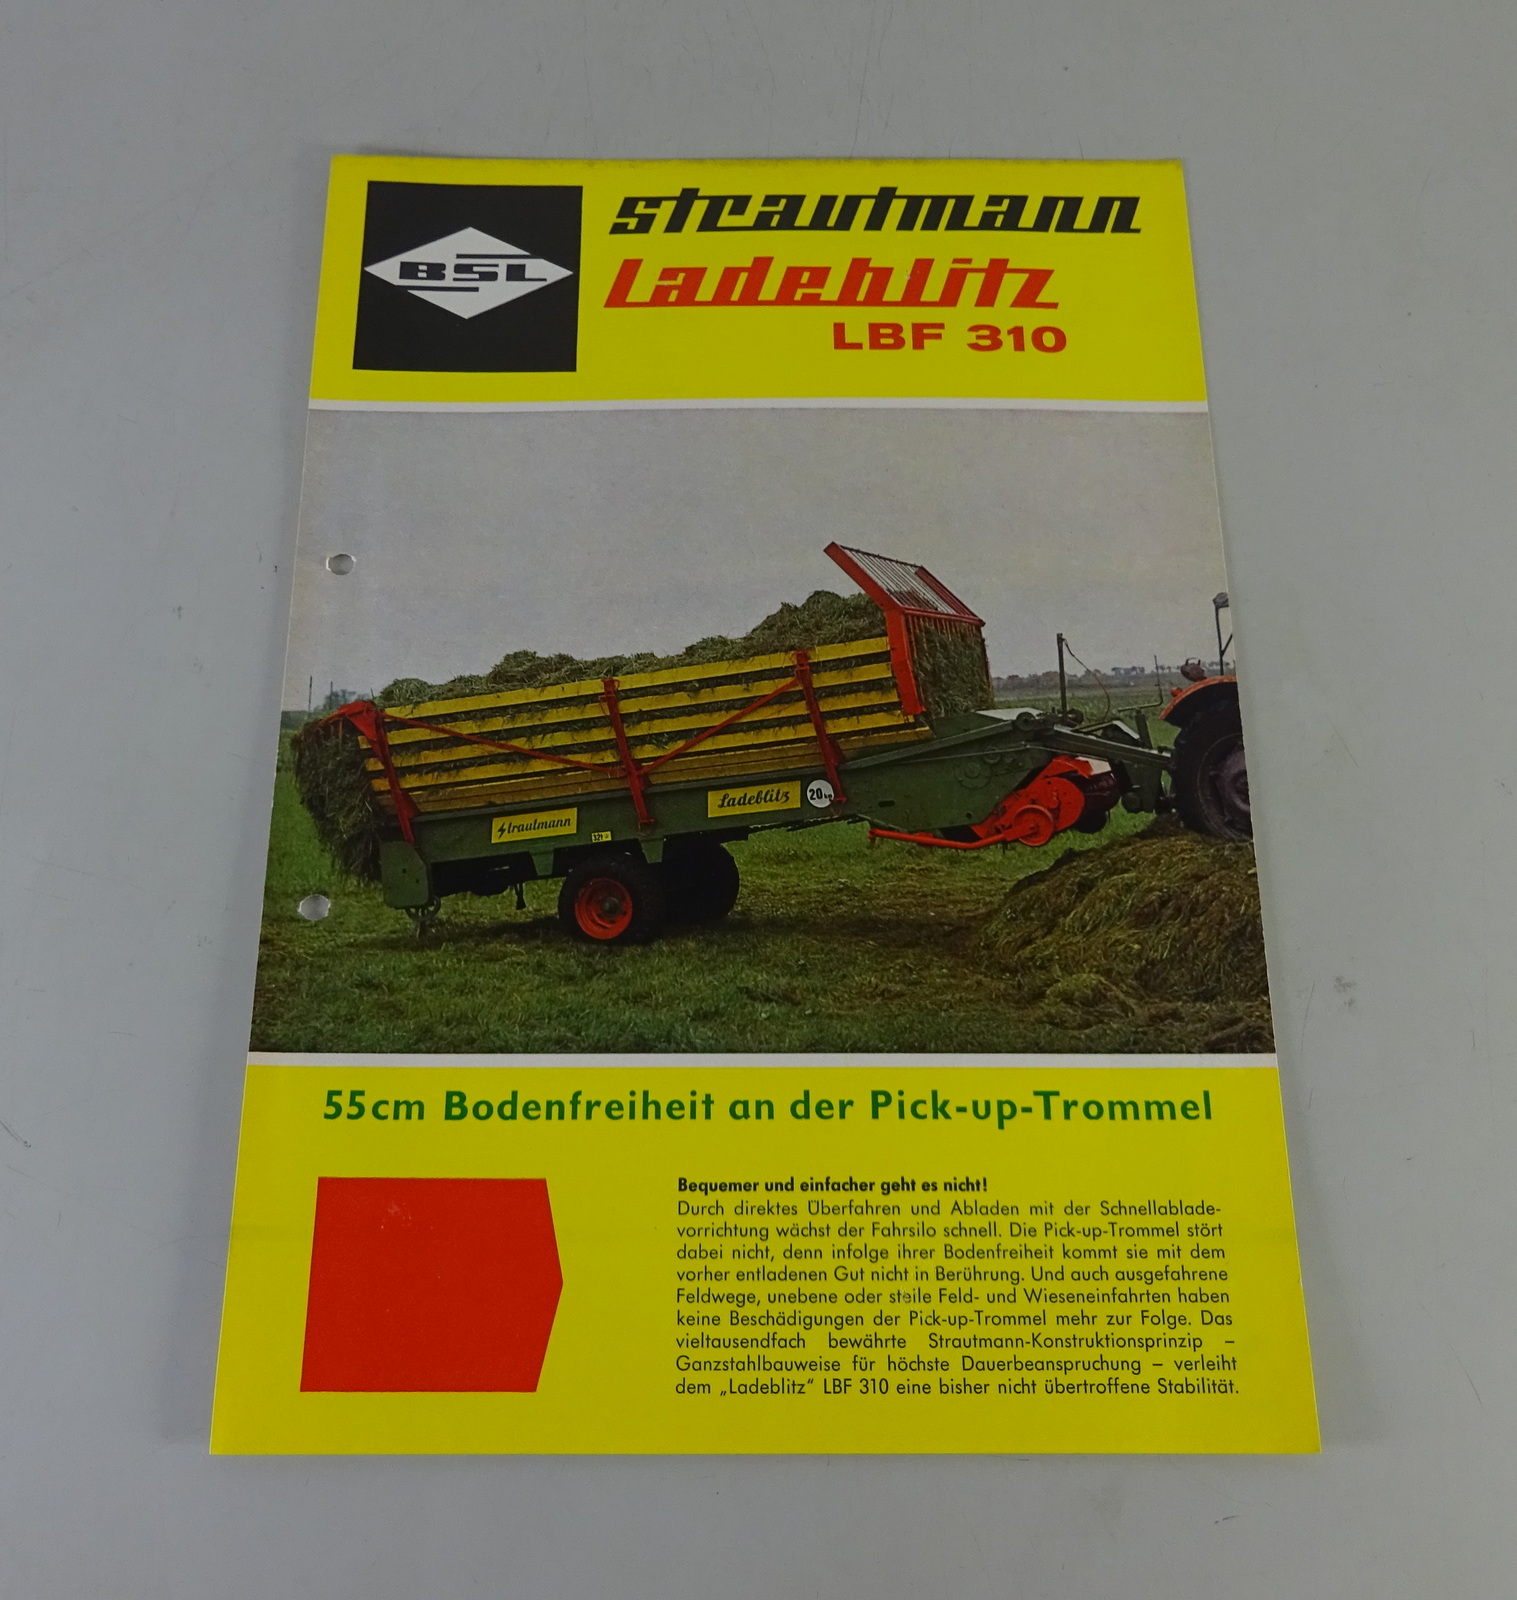 BSL
strautmann
Ladeblitz
LBF 310
Strautmann
Ladeblitz
20
55cm Bodenfreiheit an der Pick-up-Trommel
Bequemer und einfacher geht es nicht!
Durch direktes Überfahren und Abladen mit der Schnellablade-
vorrichtung wächst der Fahrsilo schnell. Die Pick-up-Trommel stört
dabei nicht, denn infolge ihrer Bodenfreiheit kommt sie mit dem
vorher entladenen Gut nicht in Berührung. Und auch ausgefahrene
Feldwege, unebene oder steile Feld- und Wieseneinfahrten haben
keine Beschädigungen der Pick-up-Trommel mehr zur Folge. Das
vieltausendfach bewährte Strautmann-Konstruktionsprinzip –
Ganzstahlbauweise für höchste Dauerbeanspruchung – verleiht
dem „Ladeblitz“ LBF 310 eine bisher nicht übertroffene Stabilität.